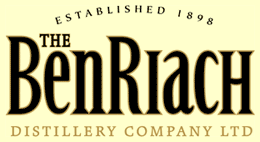 ESTABLISHED 1898
THE
BENRIACH
DISTILLERY COMPANY LTD